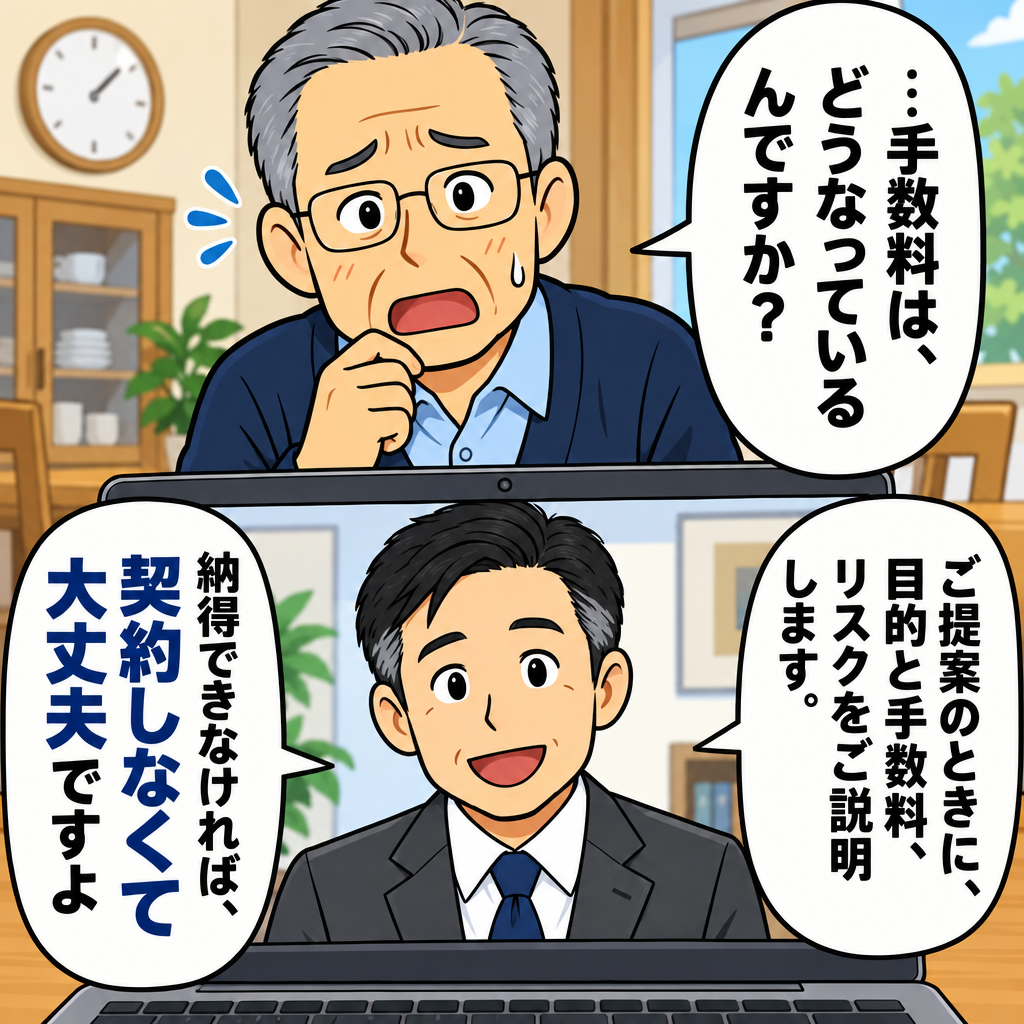 …手数料は、
どうなっている
んですか？
ご提案のときに、
目的と手数料、
リスクをご説明
します。
納得できなければ、
契約しなくて
大丈夫ですよ